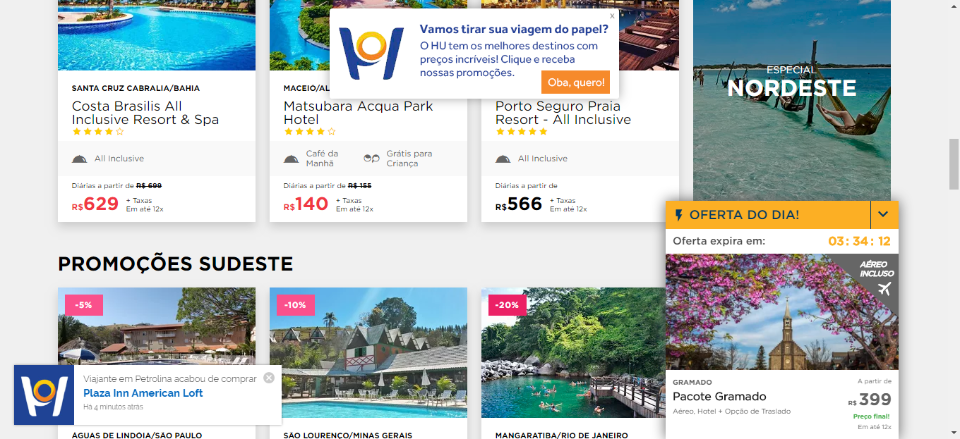 x
Vamos tirar sua viagem do papel?
O HU tem os melhores destinos com
preços incríveis! Clique e receba
nossas promoções.
Oba, quero!
SANTA CRUZ CABRALIA/BAHIA
Costa Brasilis All
Inclusive Resort & Spa
All Inclusive
Diárias a partir de R$ 699
R$629
+ Taxas
Em até 12x
MACEIO/AL
Matsubara Acqua Park
Hotel
Café da
Manhã
Grátis para
Criança
Diárias a partir de R$ 155
R$140
+ Taxas
Em até 12x
Porto Seguro Praia
Resort - All Inclusive
All Inclusive
Diárias a partir de
R$566
+ Taxas
Em até 12x
ESPECIAL
NORDESTE
OFERTA DO DIA!
Oferta expira em: 03: 34: 12
AÉREO
INCLUSO
GRAMADO
Pacote Gramado
Aéreo, Hotel + Opção de Traslado
A partir de
R$ 399
Preço final!
Em até 12x
PROMOÇÕES SUDESTE
-5%
-10%
-20%
Viajante em Petrolina acabou de comprar
Plaza Inn American Loft
Há 4 minutos atrás
AGUAS DE LINDOIA/SAO PAULO
SAO LOURENÇO/MINAS GERAIS
MANGARATIBA/RIO DE JANEIRO